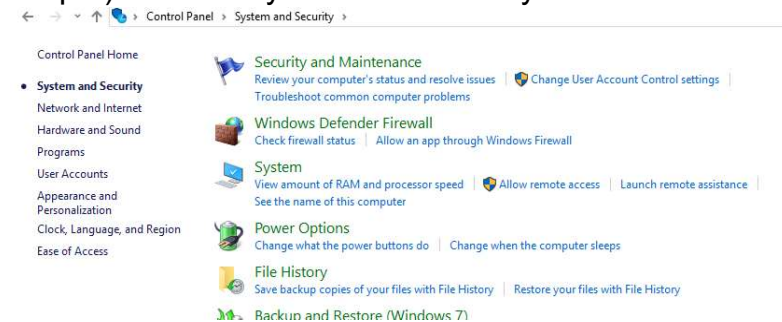 Control Panel › System and Security ›
Control Panel Home
System and Security
Network and Internet
Hardware and Sound
Programs
User Accounts
Appearance and
Personalization
Clock, Language, and Region
Ease of Access
Security and Maintenance
Review your computer's status and resolve issues | Change User Account Control settings |
Troubleshoot common computer problems
Windows Defender Firewall
Check firewall status | Allow an app through Windows Firewall
System
View amount of RAM and processor speed | Allow remote access | Launch remote assistance |
See the name of this computer
Power Options
Change what the power buttons do | Change when the computer sleeps
File History
Save backup copies of your files with File History | Restore your files with File History
Backup and Restore (Windows 7)